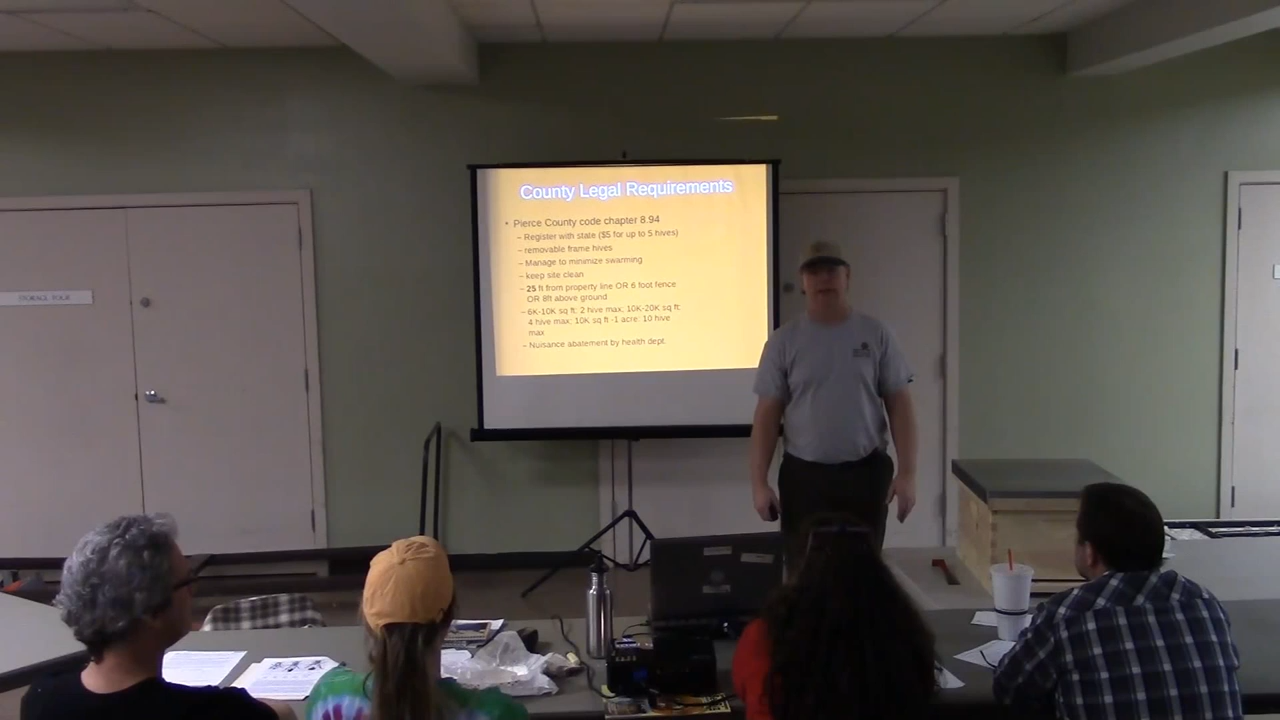 County Legal Requirements
• Pierce County code chapter 8.94
– Register with state ($5 for up to 5 hives)
– removable frame hives
– Manage to minimize swarming
– keep site clean
– 25 ft from property line OR 6 foot fence
OR 8ft above ground
– 6K-10K sq ft; 2 hive max; 10K-20K sq ft;
4 hive max; 10K sq ft -1 acre: 10 hive
max
– Nuisance abatement by health dept.